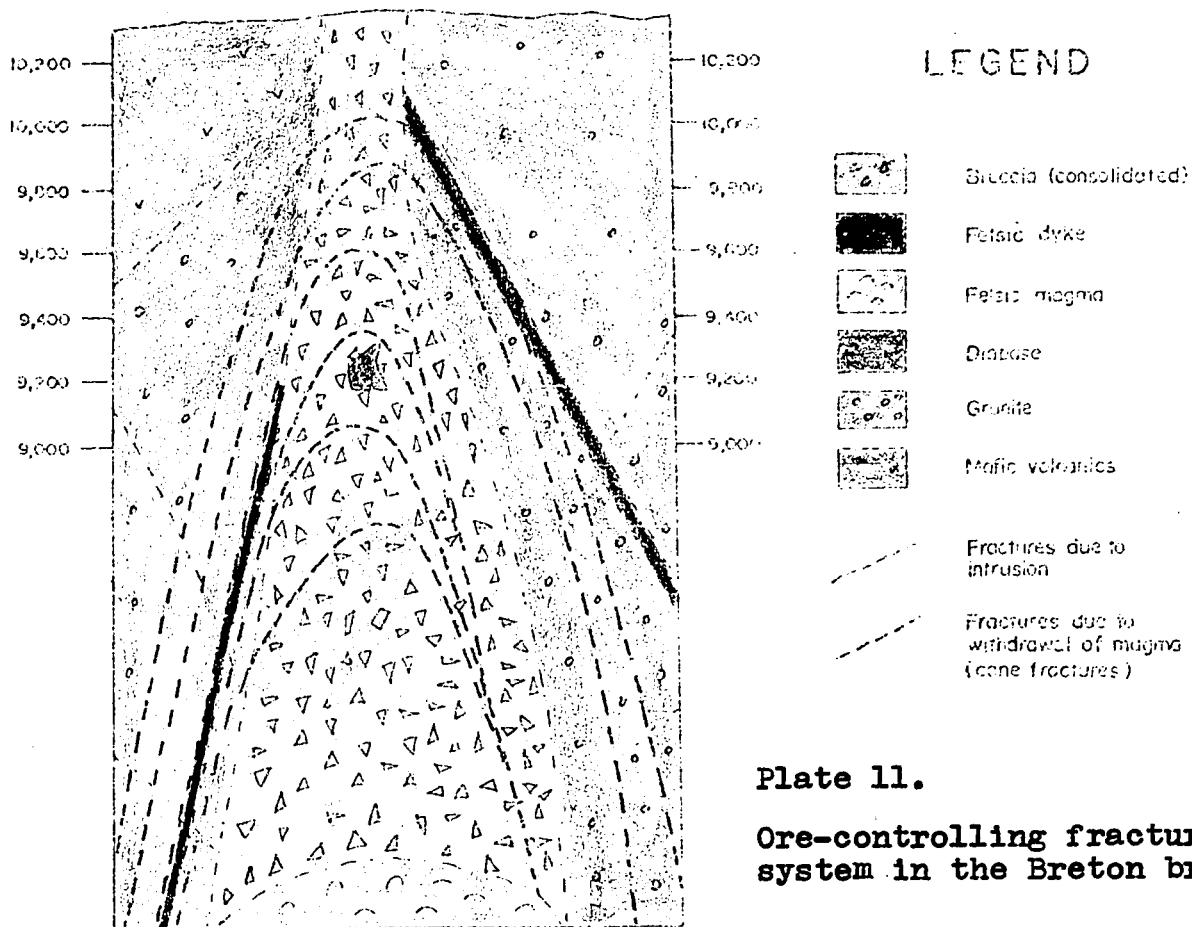 LEGEND
10,200
10,000
9,800
9,600
9,400
9,200
9,000
10,200
10,000
9,800
9,600
9,400
9,200
9,000
Breccia (consolidated)
Felsic dyke
Felsic magma
Diabase
Granite
Mafic volcanics
Fractures due to
intrusion
Fractures due to
withdrawal of magma
(cone fractures)
Plate 11.
Ore-controlling fractur
system in the Breton br